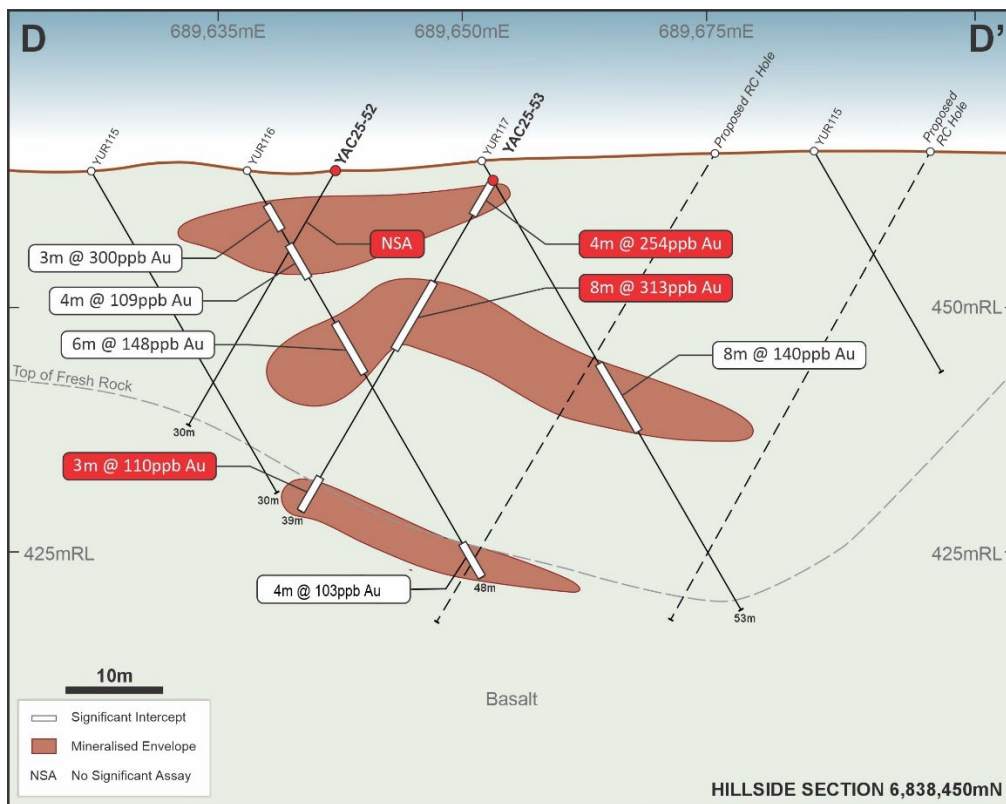 D
689,635mE
689,650mE
689,675mE
D'
YUR115
YUR116
YAC25-52
YUR117
YAC25-53
Proposed RC Hole
YUR115
Proposed
RC Hole
3m @ 300ppb Au
NSA
4m @ 254ppb Au
4m @ 109ppb Au
8m @ 313ppb Au
450mRL
6m @ 148ppb Au
8m @ 140ppb Au
Top of Fresh Rock
30m
3m @ 110ppb Au
30m
39m
425mRL
425mRL
4m @ 103ppb Au
48m
53m
10m
Basalt
Significant Intercept
Mineralised Envelope
NSA No Significant Assay
HILLSIDE SECTION 6,838,450mN